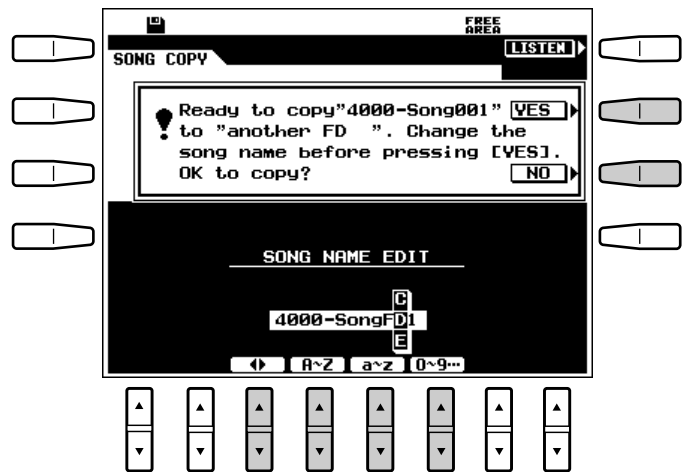 FREE
AREA
SONG COPY
LISTEN
Ready to copy"4000-Song001" YES
to "another FD  ". Change the
song name before pressing [YES].
OK to copy? NO
SONG NAME EDIT
C
4000-SongFD1
E
A~Z a~z 0~9…